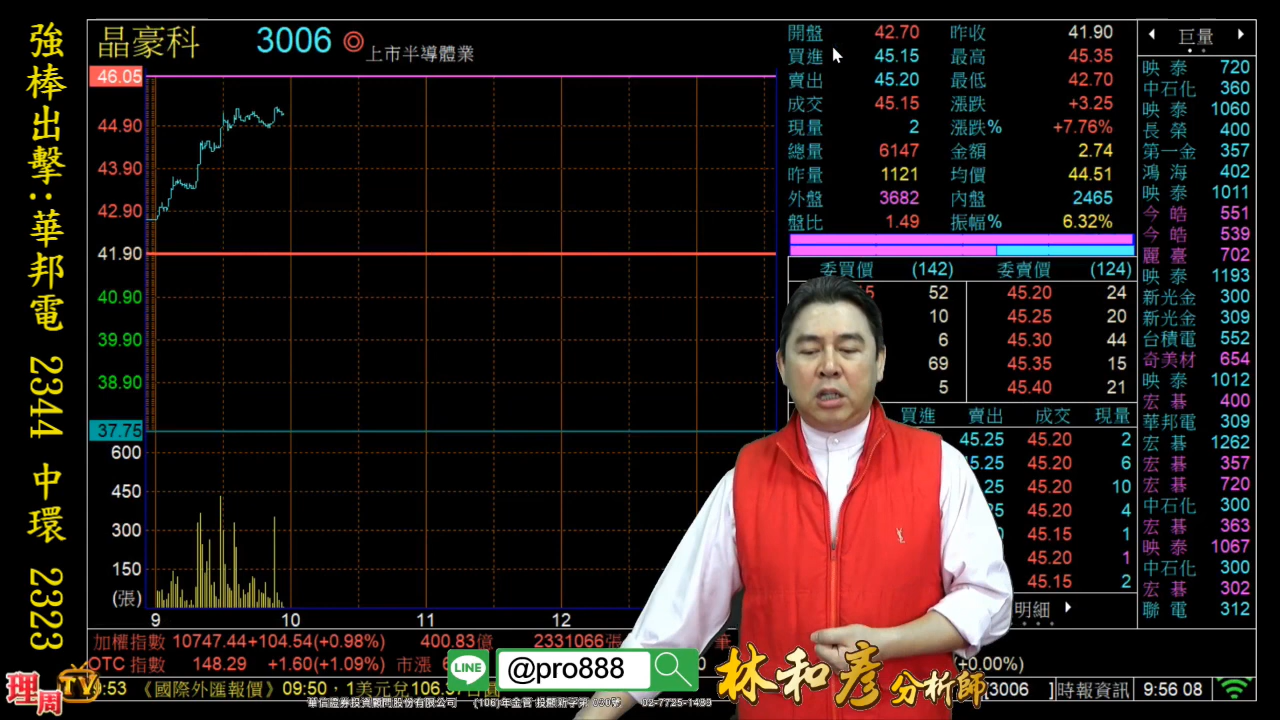 強棒出擊:華邦電 2344 中環 2323
晶豪科 3006 ◎上市半導體業
46.05
44.90
43.90
42.90
41.90
40.90
39.90
38.90
37.75
600
450
300
150
(張)
9 10 11 12
開盤 42.70 昨收 41.90
買進 45.15 最高 45.35
賣出 45.20 最低 42.70
成交 45.15 漲跌 +3.25
現量 2 漲跌% +7.76%
總量 6147 金額 2.74
昨量 1121 均價 44.51
外盤 3682 內盤 2465
盤比 1.49 振幅% 6.32%
委買價 (142) 委賣價 (124)
52 45.20 24
10 45.25 20
6 45.30 44
69 45.35 15
5 45.40 21
買進 賣出 成交 現量
45.25 45.20 2
45.20 6
45.20 10
45.20 4
45.15 1
45.20 1
45.15 2
明細
巨量
映泰 720
中石化 360
映泰 1060
長榮 400
第一金 357
鴻海 402
映泰 1011
今皓 551
今皓 539
麗臺 702
映泰 1193
新光金 300
新光金 309
台積電 552
奇美材 654
映泰 1012
宏碁 400
華邦電 309
宏碁 1262
宏碁 357
宏碁 720
中石化 300
宏碁 363
映泰 1067
中石化 300
宏碁 302
聯電 312
加權指數 10747.44+104.54(+0.98%) 400.83億 2331066張
OTC 指數 148.29 +1.60(+1.09%) 市漲
(+0.00%)
《國際外匯報價》09:50,1美元兌106.
[3006 ]時報資訊 9:56 08
LINE @pro888
林和彥 分析師
理周TV
華信證券投資顧問股份有限公司 (106)年金管投顧新字第 030號 02-7725-1433